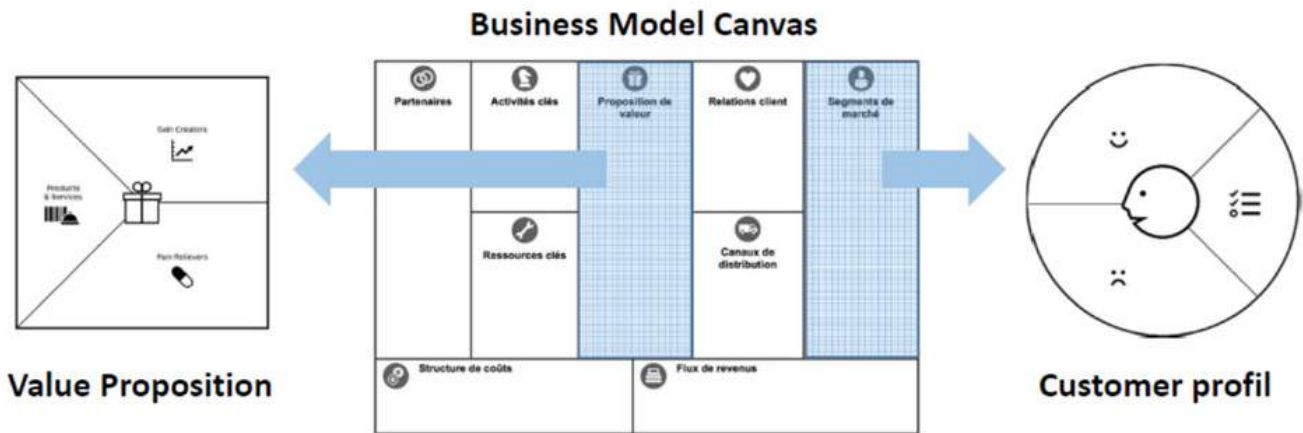 Business Model Canvas
Gain Creators
Products
& Services
Pain Relievers
Value Proposition
Partenaires
Activités clés
Proposition de
valeur
Relations client
Segments de
marché
Ressources clés
Canaux de
distribution
Structure de coûts
Flux de revenus
Customer profil